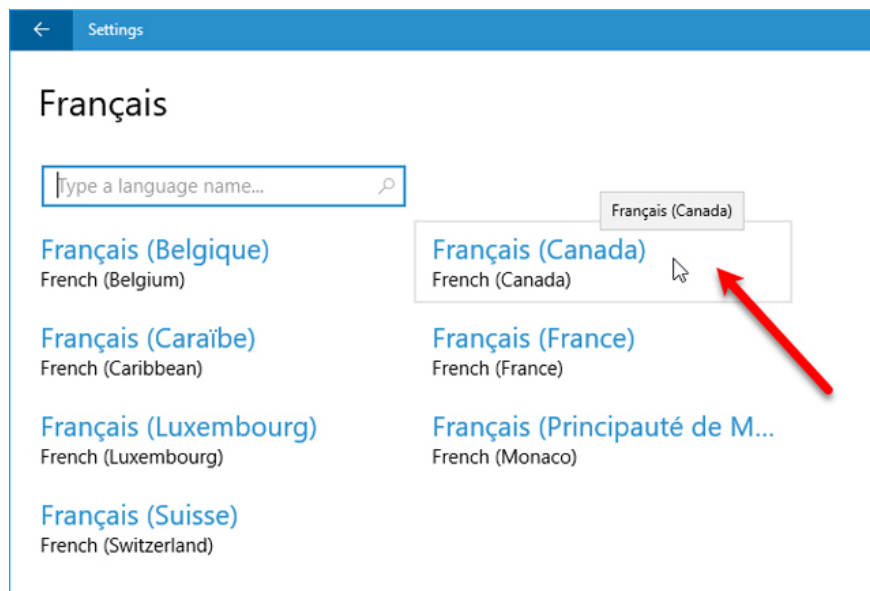 Settings
Français
Type a language name...
Français (Canada)
Français (Belgique)
French (Belgium)
Français (Canada)
French (Canada)
Français (Caraïbe)
French (Caribbean)
Français (France)
French (France)
Français (Luxembourg)
French (Luxembourg)
Français (Principauté de M...
French (Monaco)
Français (Suisse)
French (Switzerland)